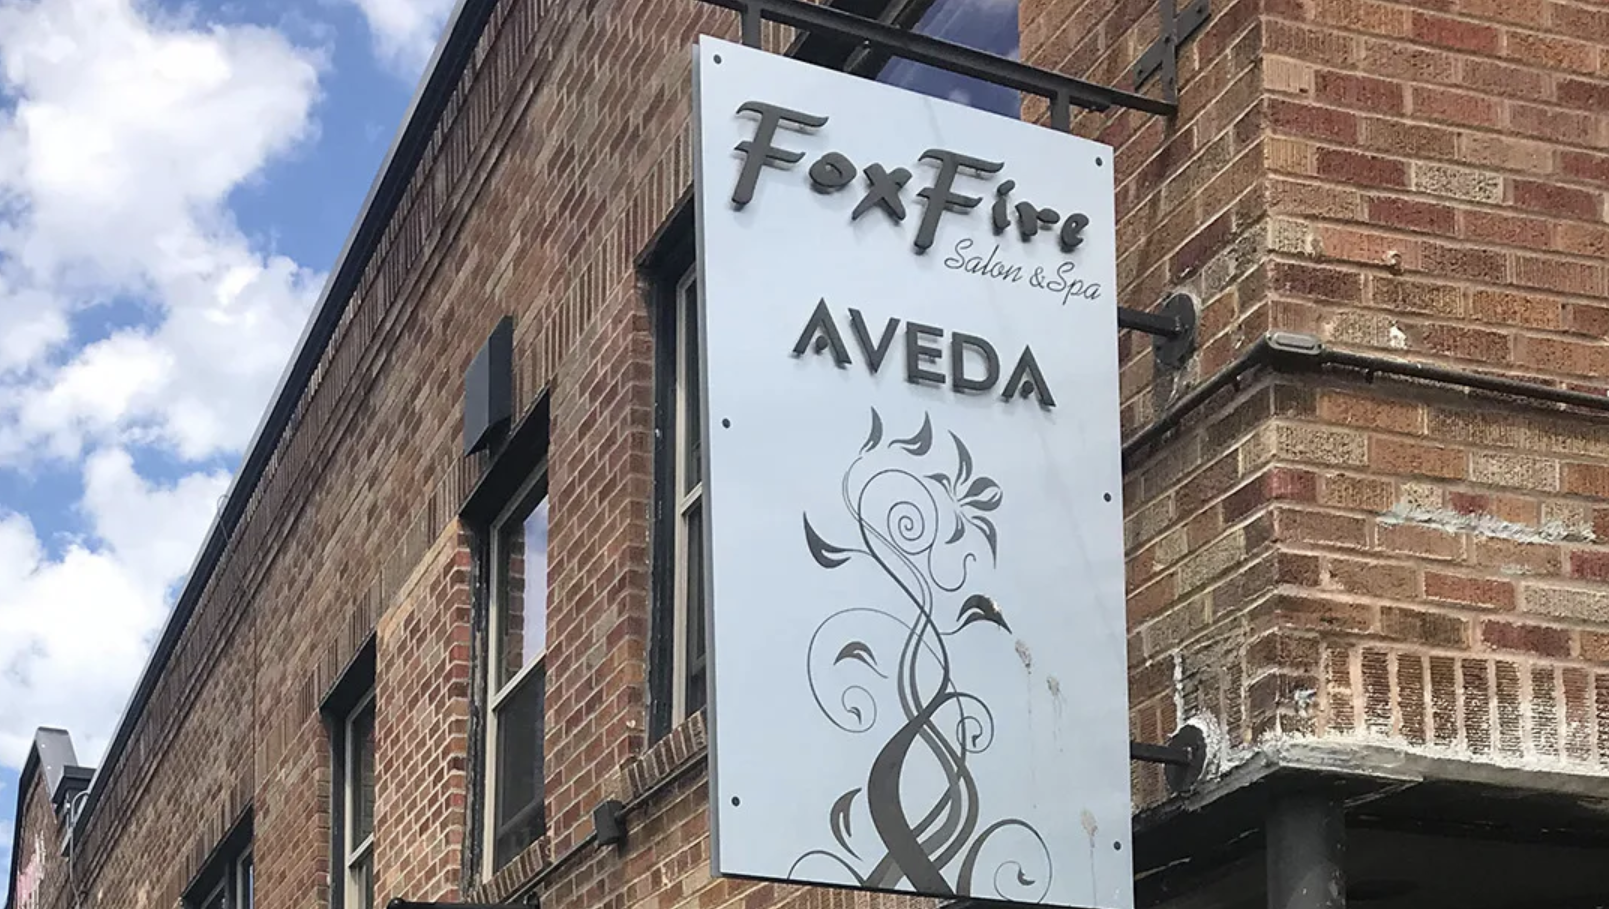 FoxFire
Salon & Spa
AVEDA